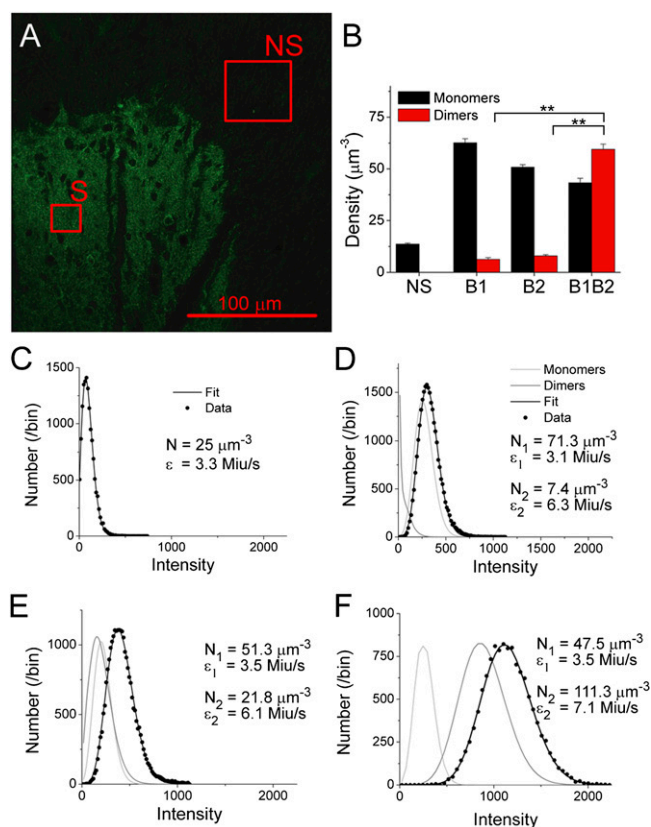 A
NS
S
100 µm
B
Monomers
Dimers
**
**
Density (µm⁻³)
75
50
25
0
NS B1 B2 B1B2
C
Number (/bin)
1500
1000
500
0
0 1000 2000
Intensity
Fit
Data
N = 25 µm⁻³
ε = 3.3 Miu/s
D
Number (/bin)
1500
1000
500
0
0 500 1000 1500 2000
Intensity
Monomers
Dimers
Fit
Data
N₁ = 71.3 µm⁻³
ε₁ = 3.1 Miu/s
N₂ = 7.4 µm⁻³
ε₂ = 6.3 Miu/s
E
Number (/bin)
1000
500
0
0 1000 2000
Intensity
N₁ = 51.3 µm⁻³
ε₁ = 3.5 Miu/s
N₂ = 21.8 µm⁻³
ε₂ = 6.1 Miu/s
F
Number (/bin)
750
500
250
0
0 1000 2000
Intensity
N₁ = 47.5 µm⁻³
ε₁ = 3.5 Miu/s
N₂ = 111.3 µm⁻³
ε₂ = 7.1 Miu/s